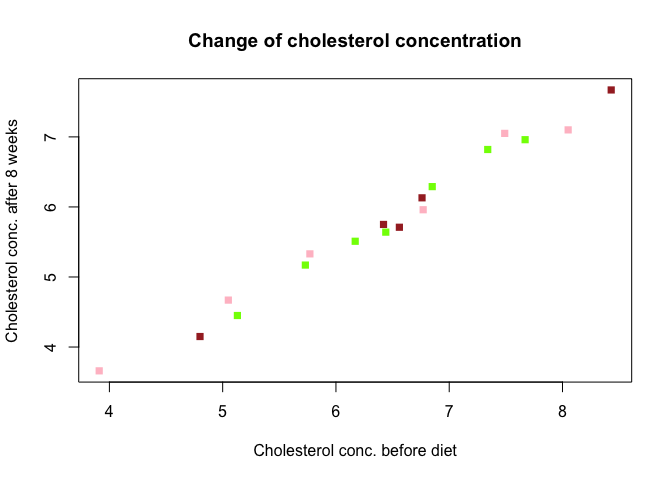 Change of cholesterol concentration
Cholesterol conc. after 8 weeks
7
6
5
4
4 5 6 7 8
Cholesterol conc. before diet